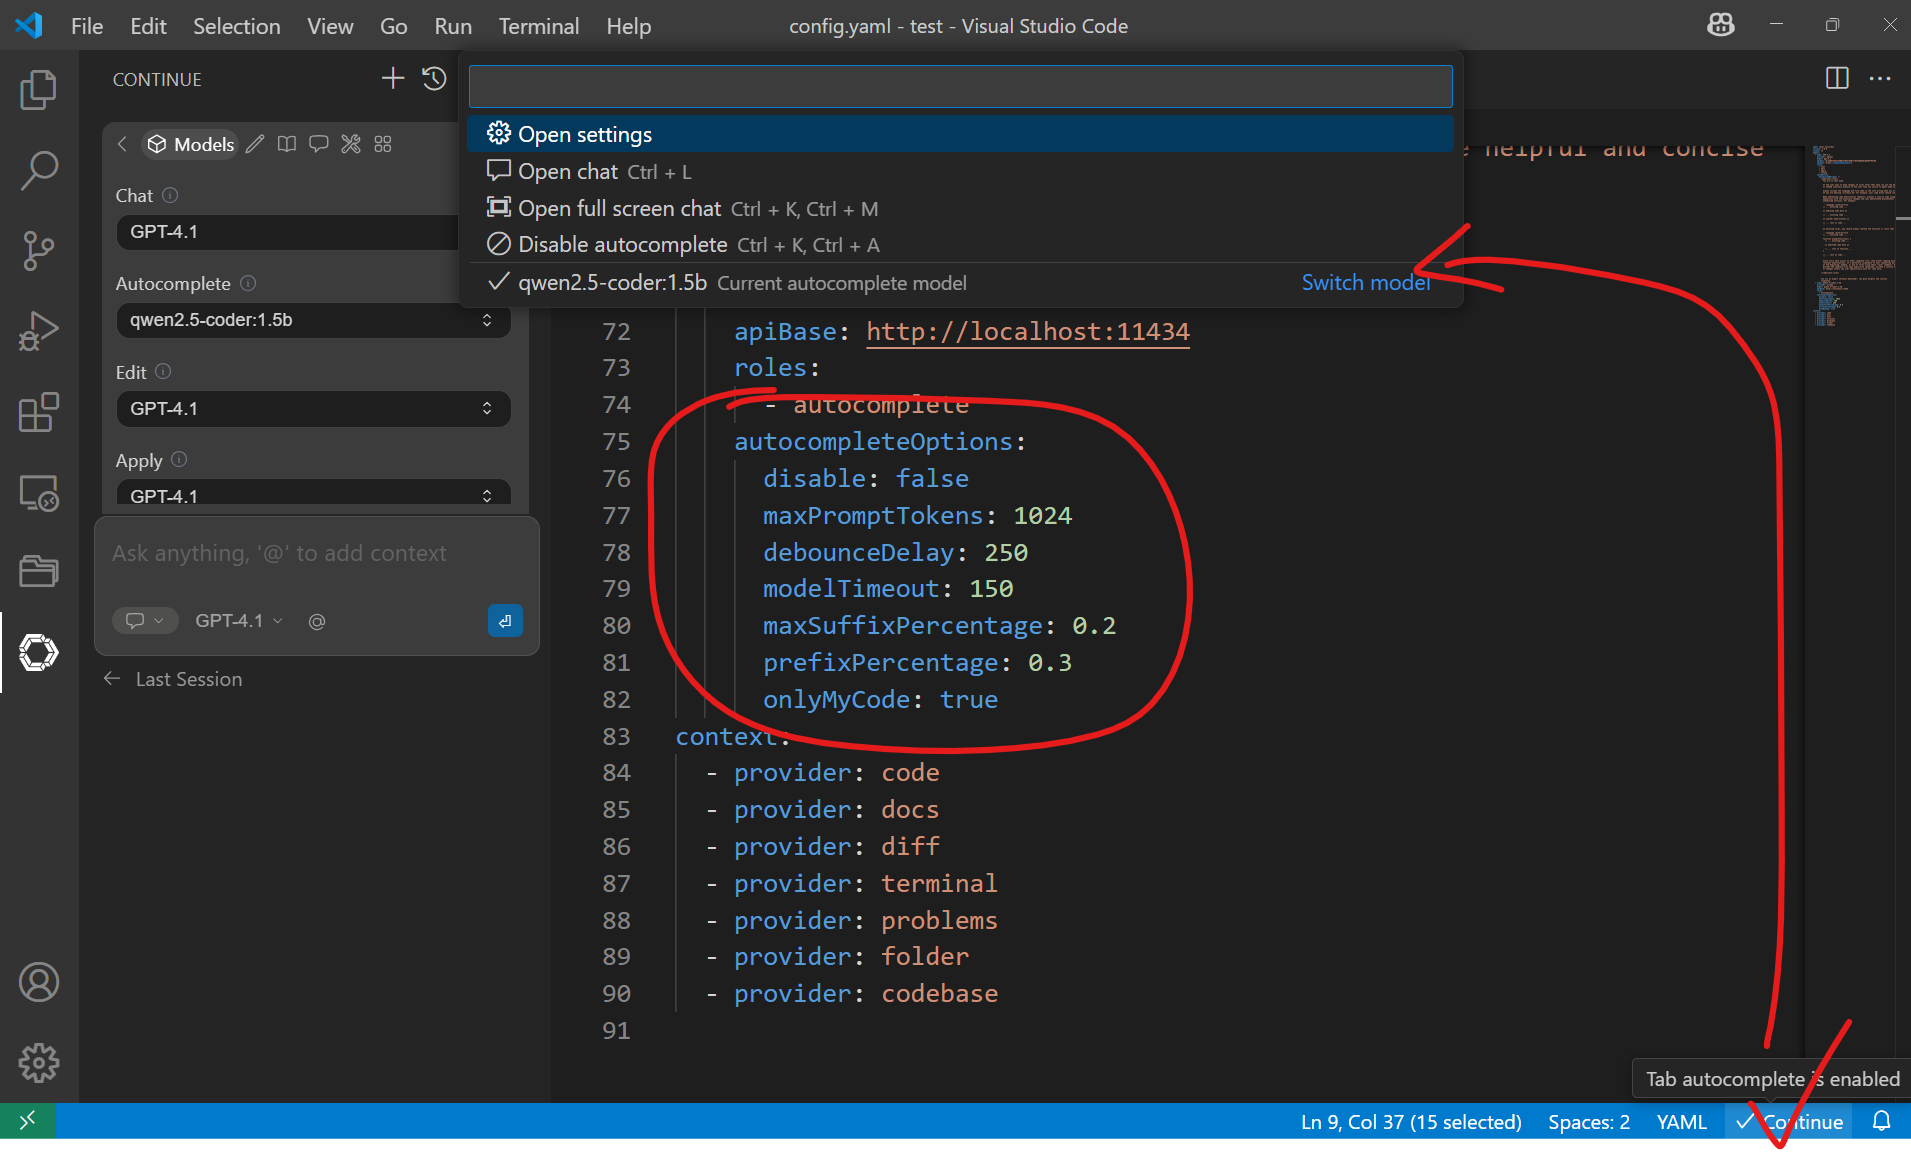 File Edit Selection View Go Run Terminal Help
config.yaml - test - Visual Studio Code
CONTINUE
Models
Chat
GPT-4.1
Autocomplete
qwen2.5-coder:1.5b
Edit
GPT-4.1
Apply
GPT-4.1
Ask anything, '@' to add context
GPT-4.1
Last Session
Open settings
Open chat Ctrl + L
Open full screen chat Ctrl + K, Ctrl + M
Disable autocomplete Ctrl + K, Ctrl + A
qwen2.5-coder:1.5b Current autocomplete model Switch model
helpful and concise
72 apiBase: http://localhost:11434
73 roles:
74 - autocomplete
75 autocompleteOptions:
76 disable: false
77 maxPromptTokens: 1024
78 debounceDelay: 250
79 modelTimeout: 150
80 maxSuffixPercentage: 0.2
81 prefixPercentage: 0.3
82 onlyMyCode: true
83 context:
84 - provider: code
85 - provider: docs
86 - provider: diff
87 - provider: terminal
88 - provider: problems
89 - provider: folder
90 - provider: codebase
91
Tab autocomplete is enabled
Ln 9, Col 37 (15 selected) Spaces: 2 YAML Continue